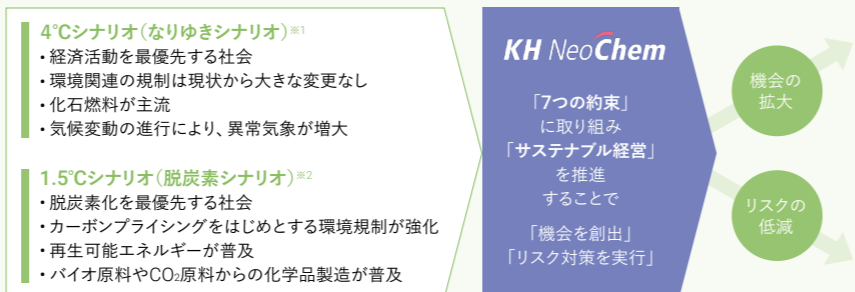 4℃シナリオ（なりゆきシナリオ）※1
・経済活動を最優先する社会
・環境関連の規制は現状から大きな変更なし
・化石燃料が主流
・気候変動の進行により、異常気象が増大
1.5℃シナリオ（脱炭素シナリオ）※2
・脱炭素化を最優先する社会
・カーボンプライシングをはじめとする環境規制が強化
・再生可能エネルギーが普及
・バイオ原料やCO₂原料からの化学品製造が普及
KH NeoChem
「7つの約束」
に取り組み
「サステナブル経営」
を推進
することで
「機会を創出」
「リスク対策を実行」
機会の
拡大
リスクの
低減